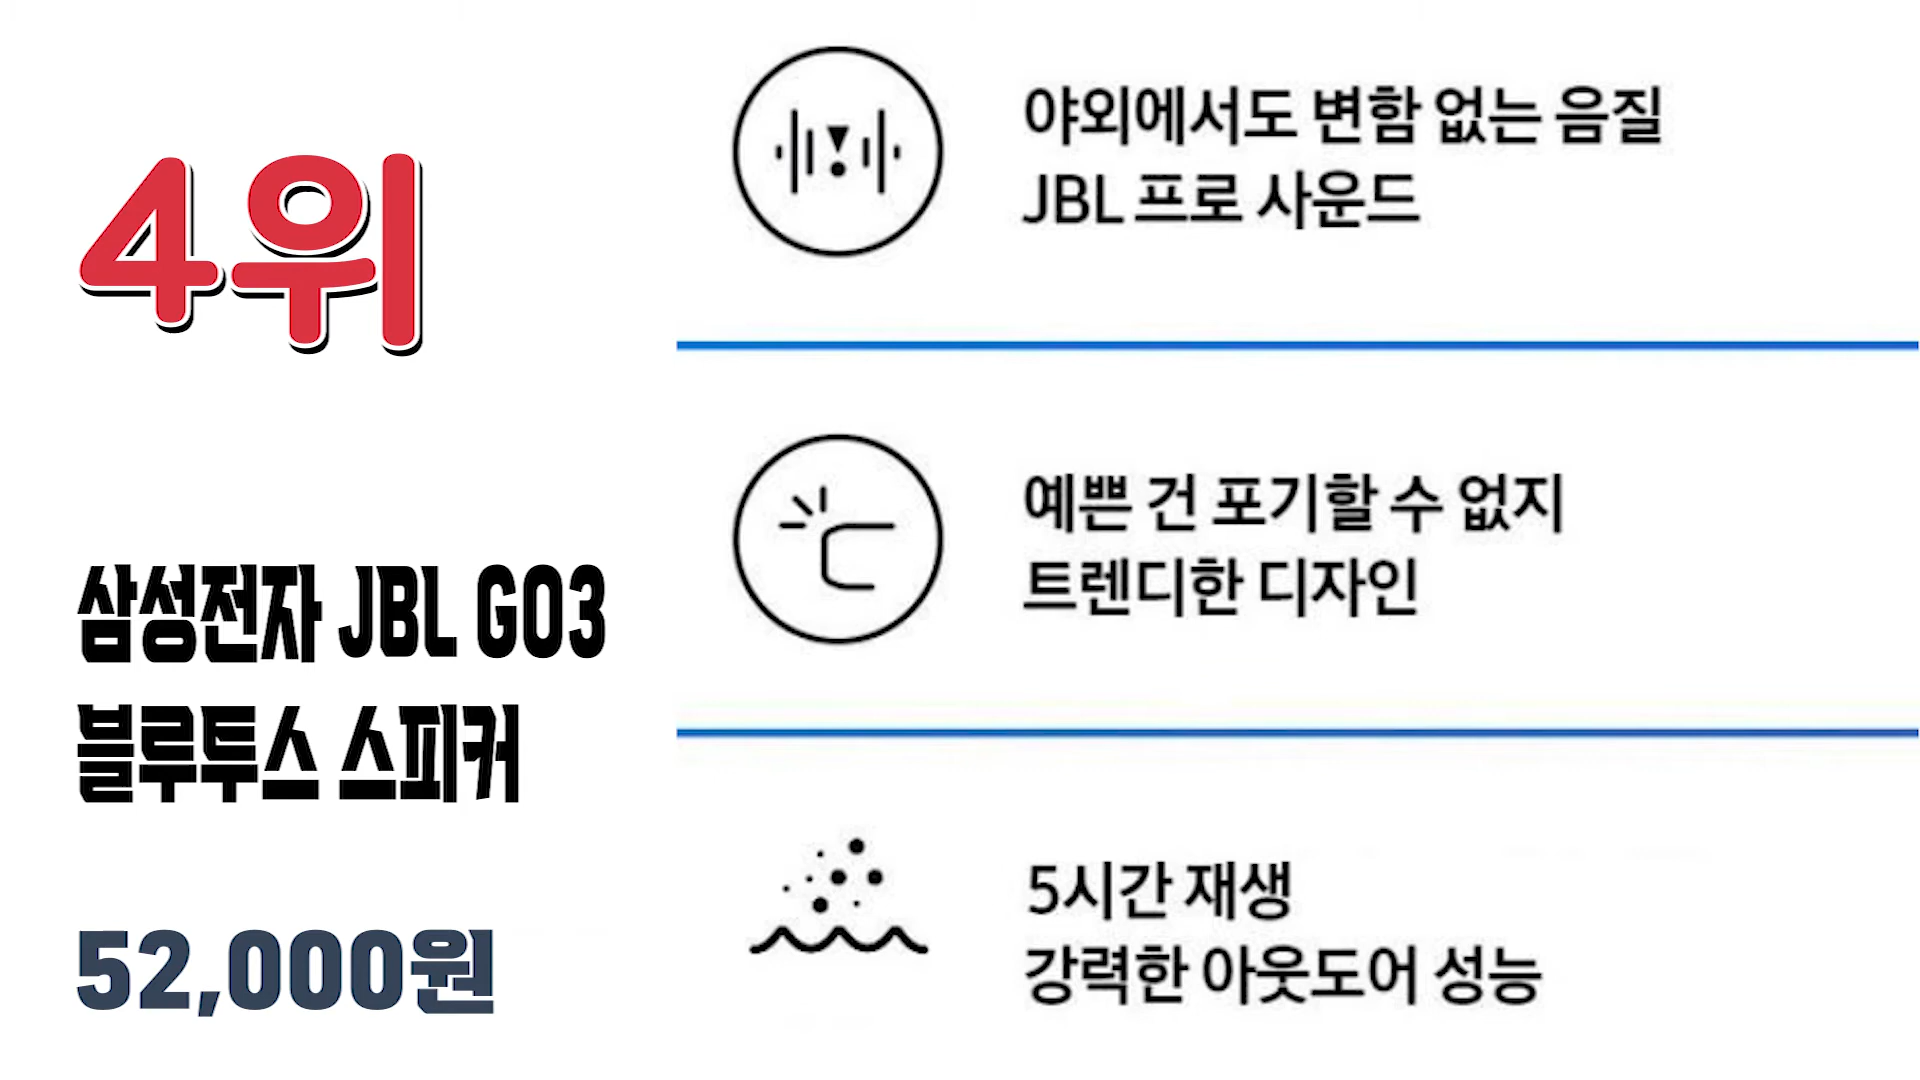 4위
삼성전자 JBL GO3
블루투스 스피커
52,000원
야외에서도 변함 없는 음질
JBL 프로 사운드
예쁜 건 포기할 수 없지
트렌디한 디자인
5시간 재생
강력한 아웃도어 성능